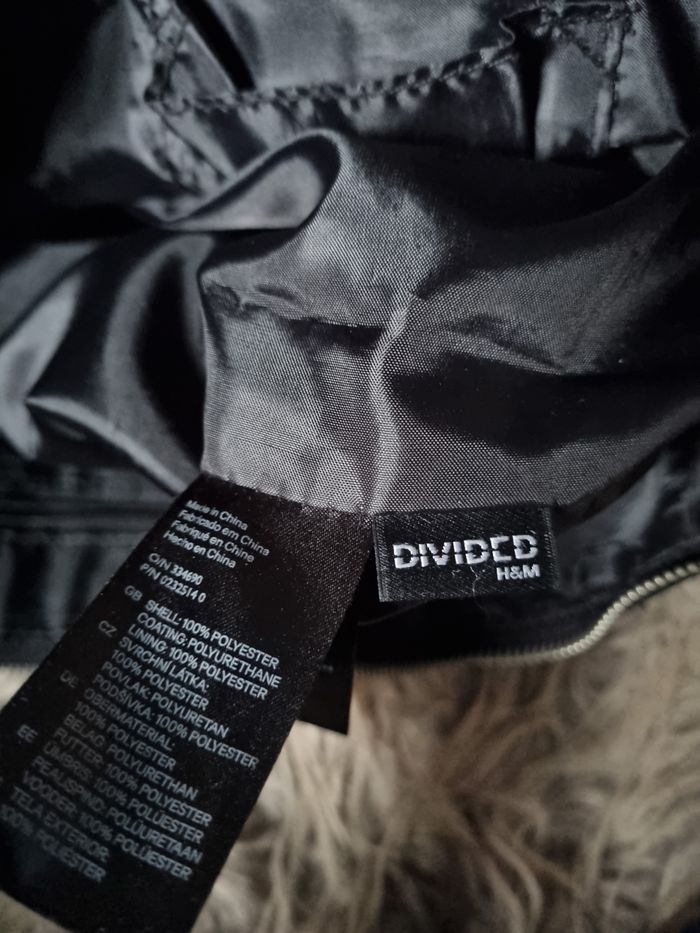 Made in China
Fabricado em China
Fabriqué en Chine
Hecho en China
O/N 334690
P/N 0232514 0
GB SHELL: 100% POLYESTER
COATING: POLYURETHANE
LINING: 100% POLYESTER
CZ SVRCHNÍ LÁTKA:
100% POLYESTER
POVLAK: POLYURETAN
PODŠÍVKA: 100% POLYESTER
DE OBERMATERIAL:
100% POLYESTER
BELAG: POLYURETHAN
FUTTER: 100% POLYESTER
EE ÜMBRIS: 100% POLÜESTER
PEALISPIND: POLÜURETAAN
VOODER: 100% POLÜESTER
TELA EXTERIOR:
100% POLIÉSTER
DIVIDED
H&M